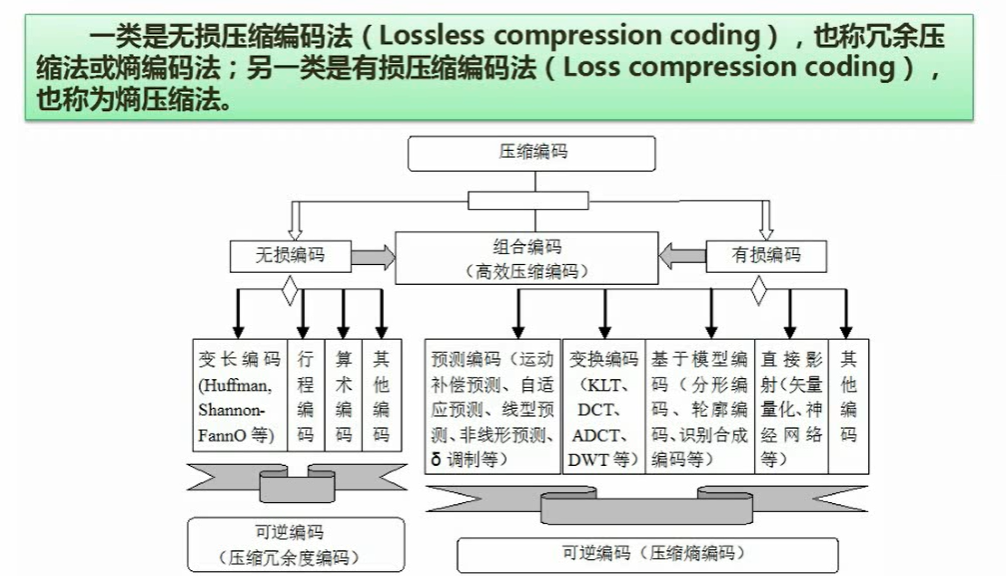 一类是无损压缩编码法（Lossless compression coding），也称冗余压
缩法或熵编码法；另一类是有损压缩编码法（Loss compression coding），
也称为熵压缩法。
压缩编码
无损编码
组合编码
（高效压缩编码）
有损编码
变长编码
(Huffman,
Shannon-
FannO 等)
行
程
编
码
算
术
编
码
其
他
编
码
预测编码（运动
补偿预测、自适
应预测、线型预
测、非线形预测、
δ 调制等）
变换编码
（KLT、
DCT、
ADCT、
DWT 等）
基于模型编
码（分形编
码、轮廓编
码、识别合成
编码等）
直接影
射（矢量
量化、神
经网络
等）
其
他
编
码
可逆编码
（压缩冗余度编码）
可逆编码（压缩熵编码）